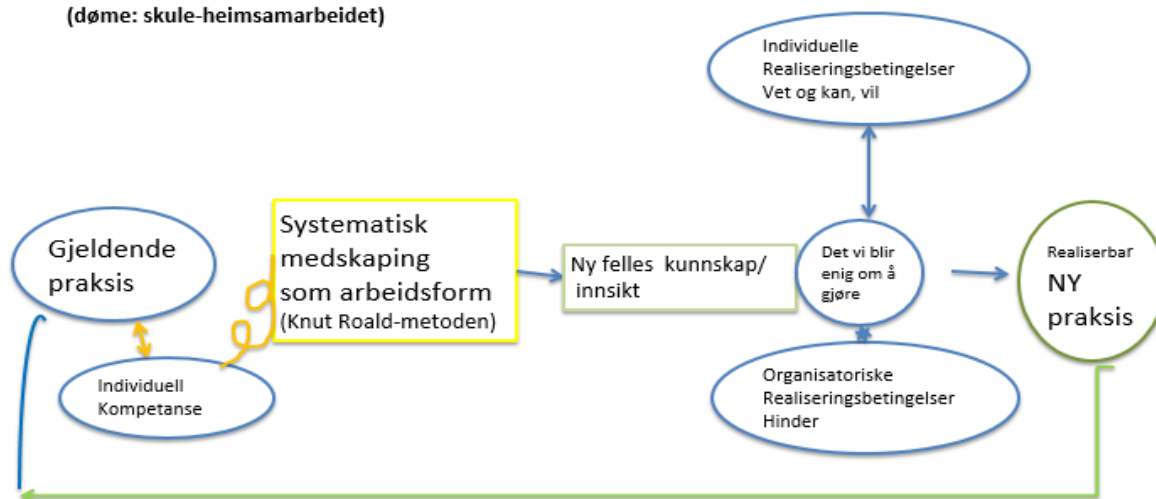 (døme: skule-heimsamarbeidet)
Individuelle
Realiseringsbetingelser
Vet og kan, vil
Gjeldende
praksis
Individuell
Kompetanse
Systematisk
medskaping
som arbeidsform
(Knut Roald-metoden)
Ny felles kunnskap/
innsikt
Det vi blir
enig om å
gjøre
Organisatoriske
Realiseringsbetingelser
Hinder
Realiserbar
NY
praksis